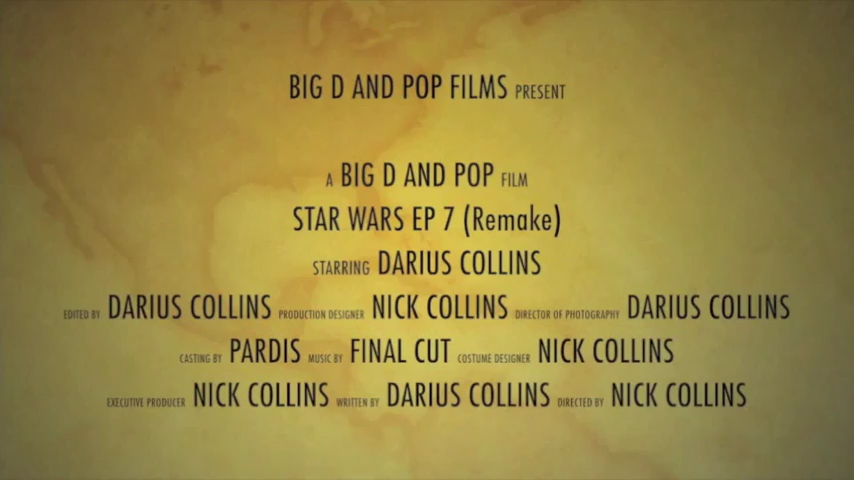 BIG D AND POP FILMS PRESENT
A BIG D AND POP FILM
STAR WARS EP 7 (Remake)
STARRING DARIUS COLLINS
EDITED BY DARIUS COLLINS PRODUCTION DESIGNER NICK COLLINS DIRECTOR OF PHOTOGRAPHY DARIUS COLLINS
CASTING BY PARDIS MUSIC BY FINAL CUT COSTUME DESIGNER NICK COLLINS
EXECUTIVE PRODUCER NICK COLLINS WRITTEN BY DARIUS COLLINS DIRECTED BY NICK COLLINS